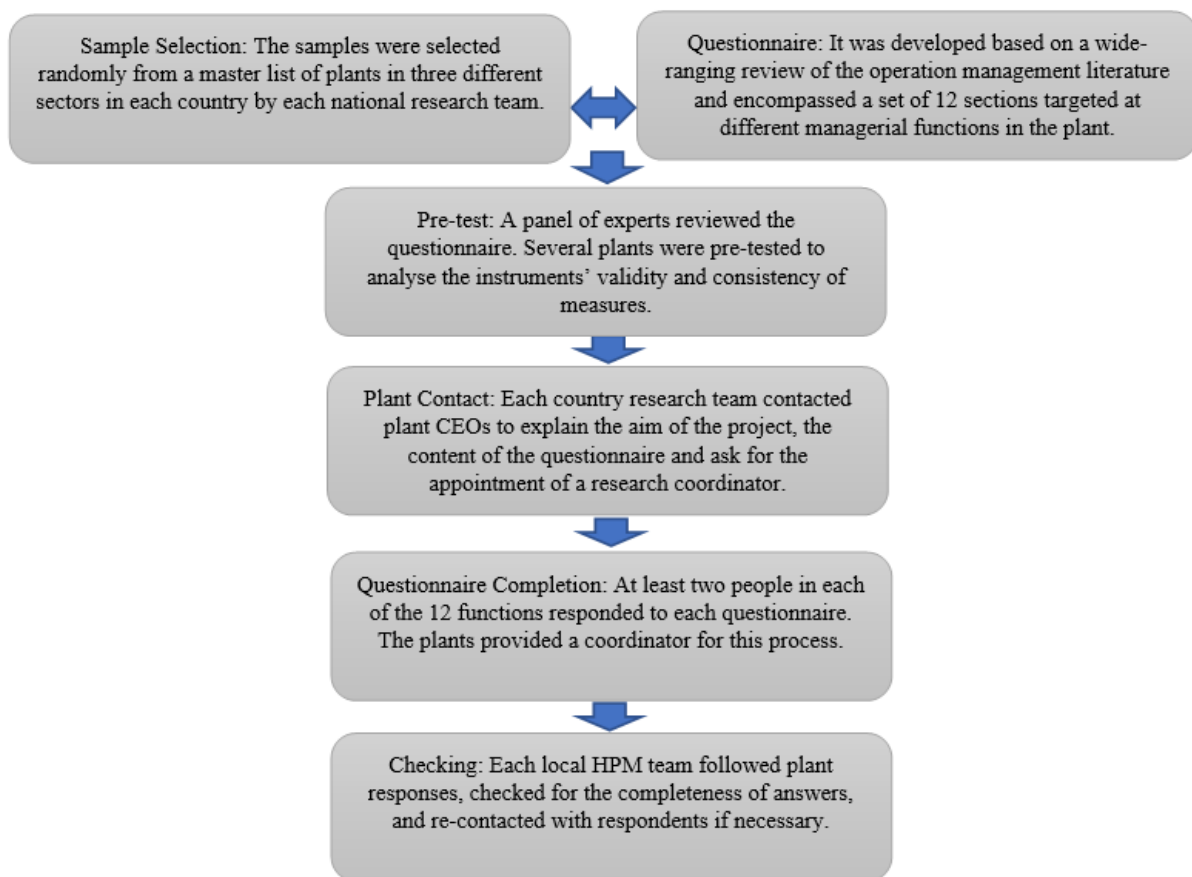 Sample Selection: The samples were selected
randomly from a master list of plants in three different
sectors in each country by each national research team.
Questionnaire: It was developed based on a wide-
ranging review of the operation management literature
and encompassed a set of 12 sections targeted at
different managerial functions in the plant.
Pre-test: A panel of experts reviewed the
questionnaire. Several plants were pre-tested to
analyse the instruments’ validity and consistency of
measures.
Plant Contact: Each country research team contacted
plant CEOs to explain the aim of the project, the
content of the questionnaire and ask for the
appointment of a research coordinator.
Questionnaire Completion: At least two people in each
of the 12 functions responded to each questionnaire.
The plants provided a coordinator for this process.
Checking: Each local HPM team followed plant
responses, checked for the completeness of answers,
and re-contacted with respondents if necessary.